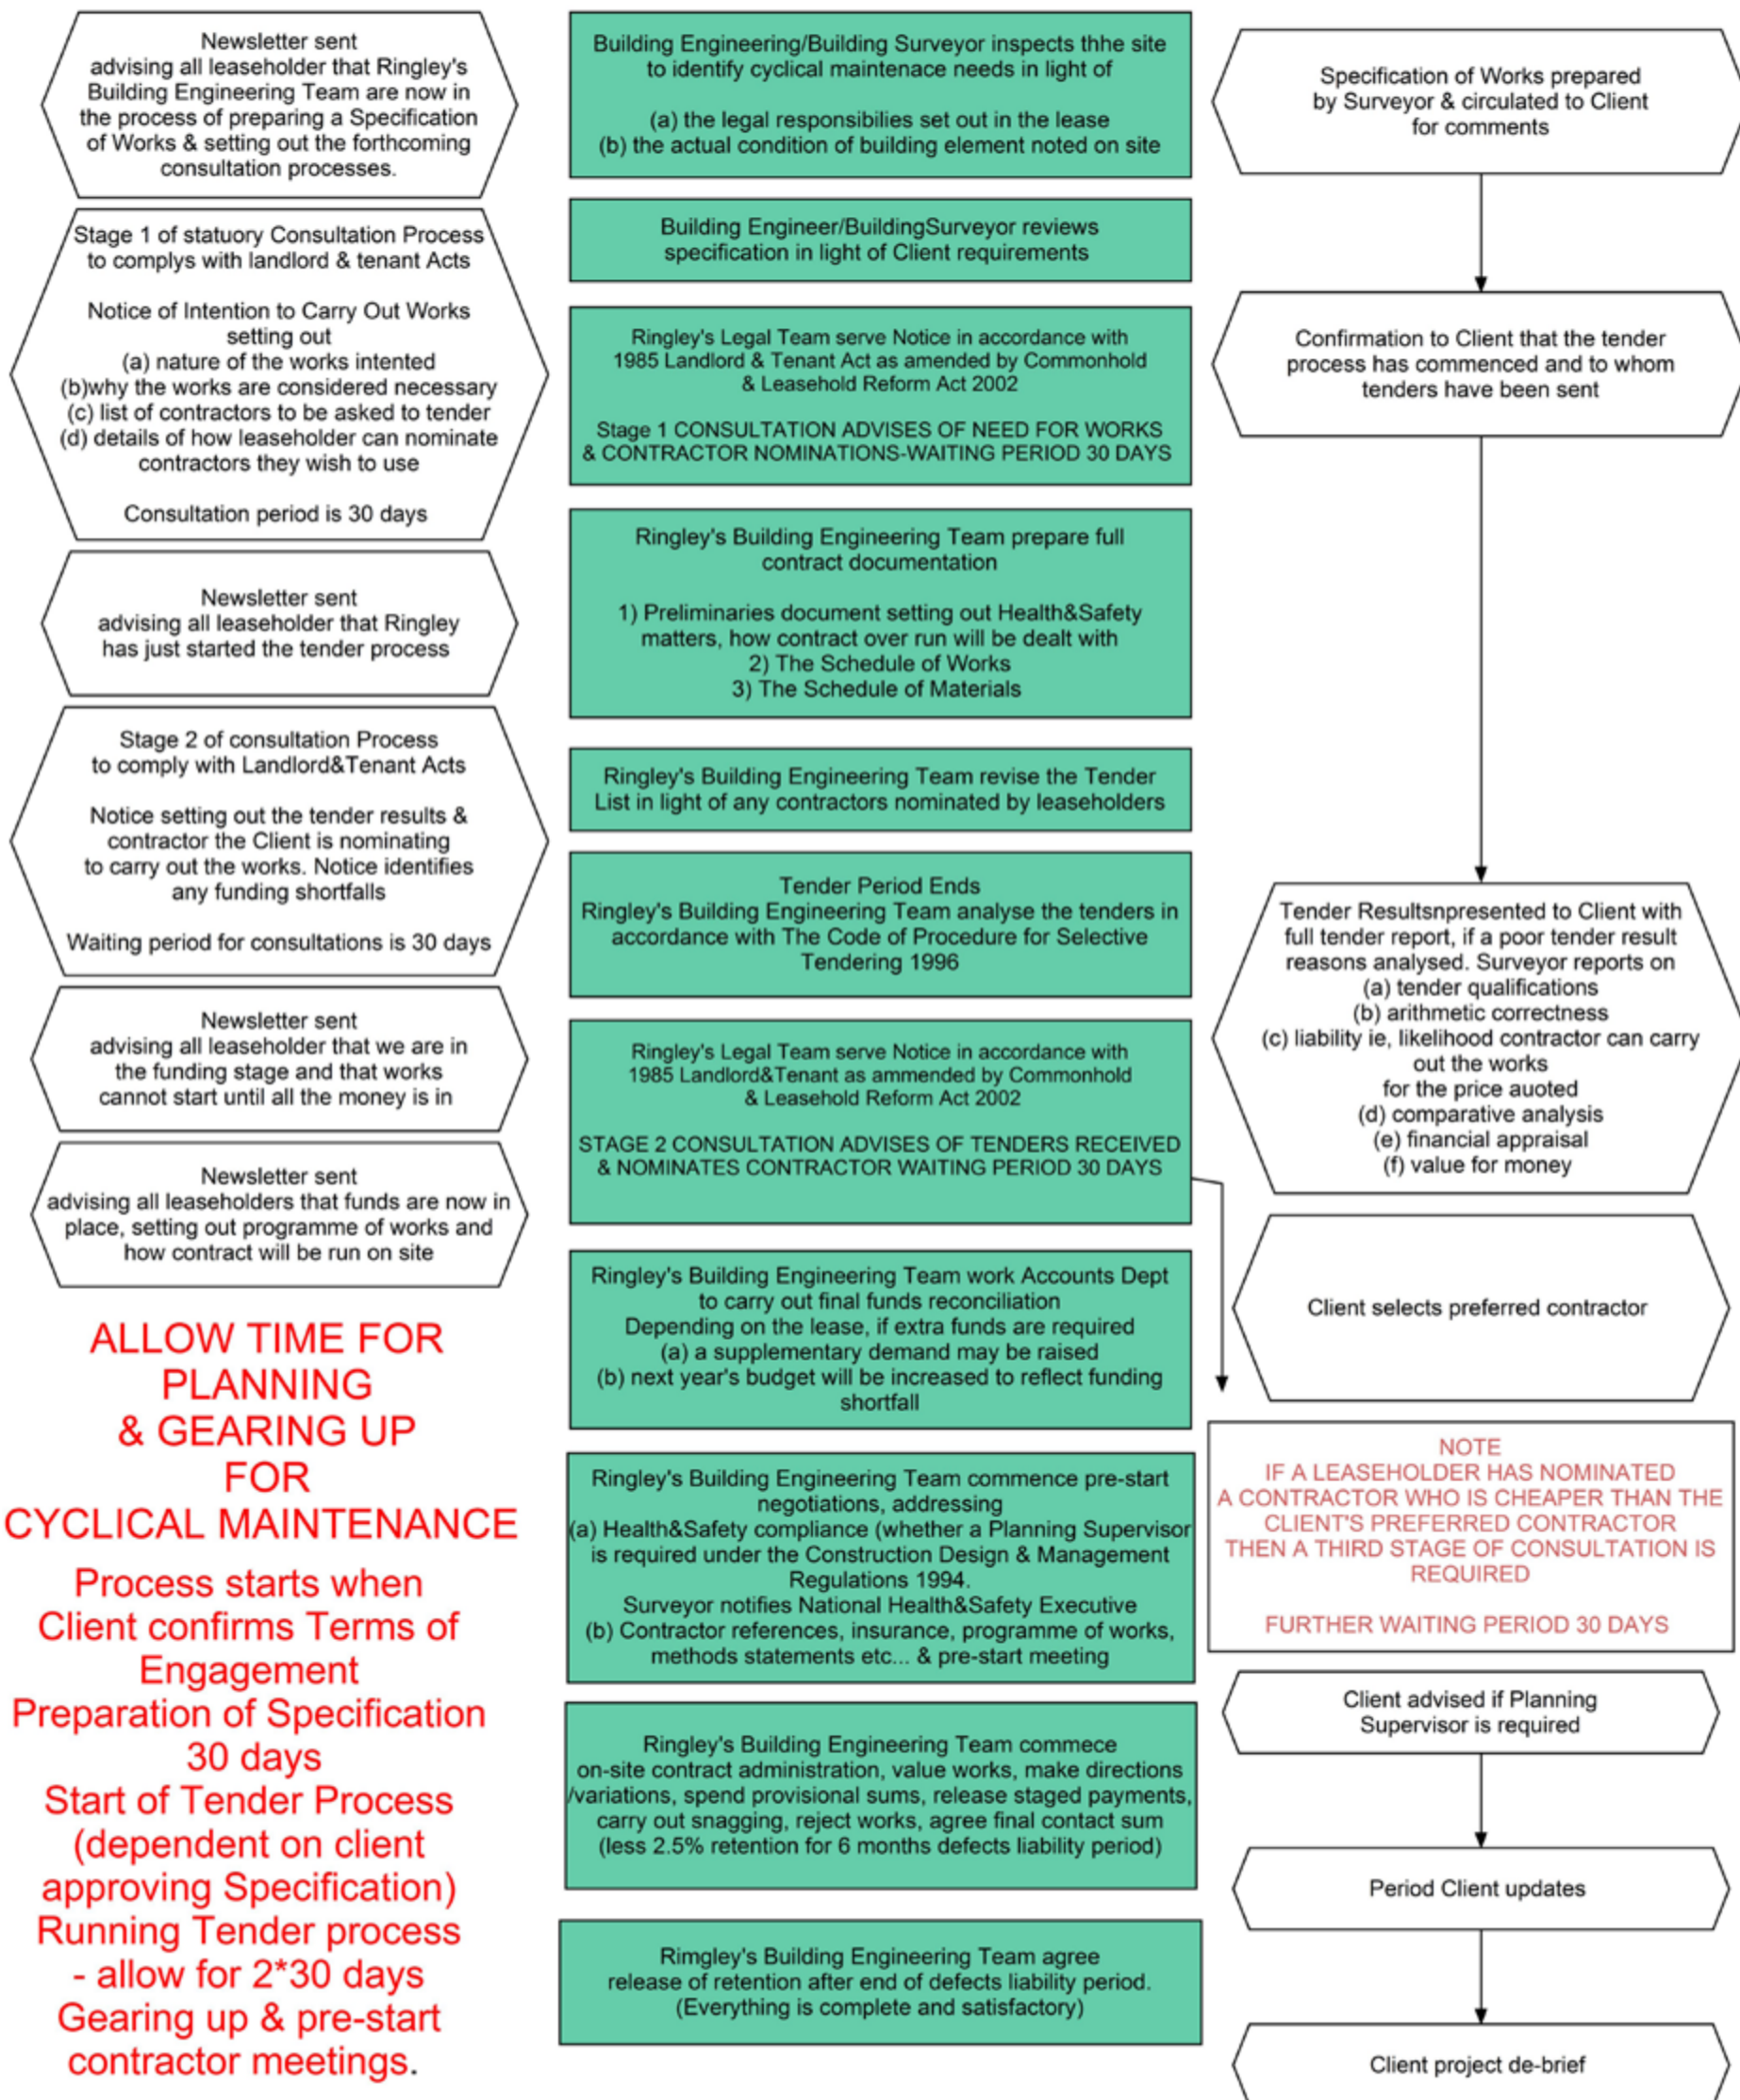 Newsletter sent
advising all leaseholder that Ringley's
Building Engineering Team are now in
the process of preparing a Specification
of Works & setting out the forthcoming
consultation processes.
Stage 1 of statuory Consultation Process
to complys with landlord & tenant Acts
Notice of Intention to Carry Out Works
setting out
(a) nature of the works intented
(b)why the works are considered necessary
(c) list of contractors to be asked to tender
(d) details of how leaseholder can nominate
contractors they wish to use
Consultation period is 30 days
Newsletter sent
advising all leaseholder that Ringley
has just started the tender process
Stage 2 of consultation Process
to comply with Landlord&Tenant Acts
Notice setting out the tender results &
contractor the Client is nominating
to carry out the works. Notice identifies
any funding shortfalls
Waiting period for consultations is 30 days
Newsletter sent
advising all leaseholder that we are in
the funding stage and that works
cannot start until all the money is in
Newsletter sent
advising all leaseholders that funds are now in
place, setting out programme of works and
how contract will be run on site
ALLOW TIME FOR
PLANNING
& GEARING UP
FOR
CYCLICAL MAINTENANCE
Process starts when
Client confirms Terms of
Engagement
Preparation of Specification
30 days
Start of Tender Process
(dependent on client
approving Specification)
Running Tender process
- allow for 2*30 days
Gearing up & pre-start
contractor meetings.
Building Engineering/Building Surveyor inspects thhe site
to identify cyclical maintenace needs in light of
(a) the legal responsibilies set out in the lease
(b) the actual condition of building element noted on site
Building Engineer/BuildingSurveyor reviews
specification in light of Client requirements
Ringley's Legal Team serve Notice in accordance with
1985 Landlord & Tenant Act as amended by Commonhold
& Leasehold Reform Act 2002
Stage 1 CONSULTATION ADVISES OF NEED FOR WORKS
& CONTRACTOR NOMINATIONS-WAITING PERIOD 30 DAYS
Ringley's Building Engineering Team prepare full
contract documentation
1) Preliminaries document setting out Health&Safety
matters, how contract over run will be dealt with
2) The Schedule of Works
3) The Schedule of Materials
Ringley's Building Engineering Team revise the Tender
List in light of any contractors nominated by leaseholders
Tender Period Ends
Ringley's Building Engineering Team analyse the tenders in
accordance with The Code of Procedure for Selective
Tendering 1996
Ringley's Legal Team serve Notice in accordance with
1985 Landlord&Tenant as ammended by Commonhold
& Leasehold Reform Act 2002
STAGE 2 CONSULTATION ADVISES OF TENDERS RECEIVED
& NOMINATES CONTRACTOR WAITING PERIOD 30 DAYS
Ringley's Building Engineering Team work Accounts Dept
to carry out final funds reconciliation
Depending on the lease, if extra funds are required
(a) a supplementary demand may be raised
(b) next year's budget will be increased to reflect funding
shortfall
Ringley's Building Engineering Team commence pre-start
negotiations, addressing
(a) Health&Safety compliance (whether a Planning Supervisor
is required under the Construction Design & Management
Regulations 1994.
Surveyor notifies National Health&Safety Executive
(b) Contractor references, insurance, programme of works,
methods statements etc... & pre-start meeting
Ringley's Building Engineering Team commece
on-site contract administration, value works, make directions
/variations, spend provisional sums, release staged payments,
carry out snagging, reject works, agree final contact sum
(less 2.5% retention for 6 months defects liability period)
Rimgley's Building Engineering Team agree
release of retention after end of defects liability period.
(Everything is complete and satisfactory)
Specification of Works prepared
by Surveyor & circulated to Client
for comments
Confirmation to Client that the tender
process has commenced and to whom
tenders have been sent
Tender Resultsnpresented to Client with
full tender report, if a poor tender result
reasons analysed. Surveyor reports on
(a) tender qualifications
(b) arithmetic correctness
(c) liability ie, likelihood contractor can carry
out the works
for the price auoted
(d) comparative analysis
(e) financial appraisal
(f) value for money
Client selects preferred contractor
NOTE
IF A LEASEHOLDER HAS NOMINATED
A CONTRACTOR WHO IS CHEAPER THAN THE
CLIENT'S PREFERRED CONTRACTOR
THEN A THIRD STAGE OF CONSULTATION IS
REQUIRED
FURTHER WAITING PERIOD 30 DAYS
Client advised if Planning
Supervisor is required
Period Client updates
Client project de-brief